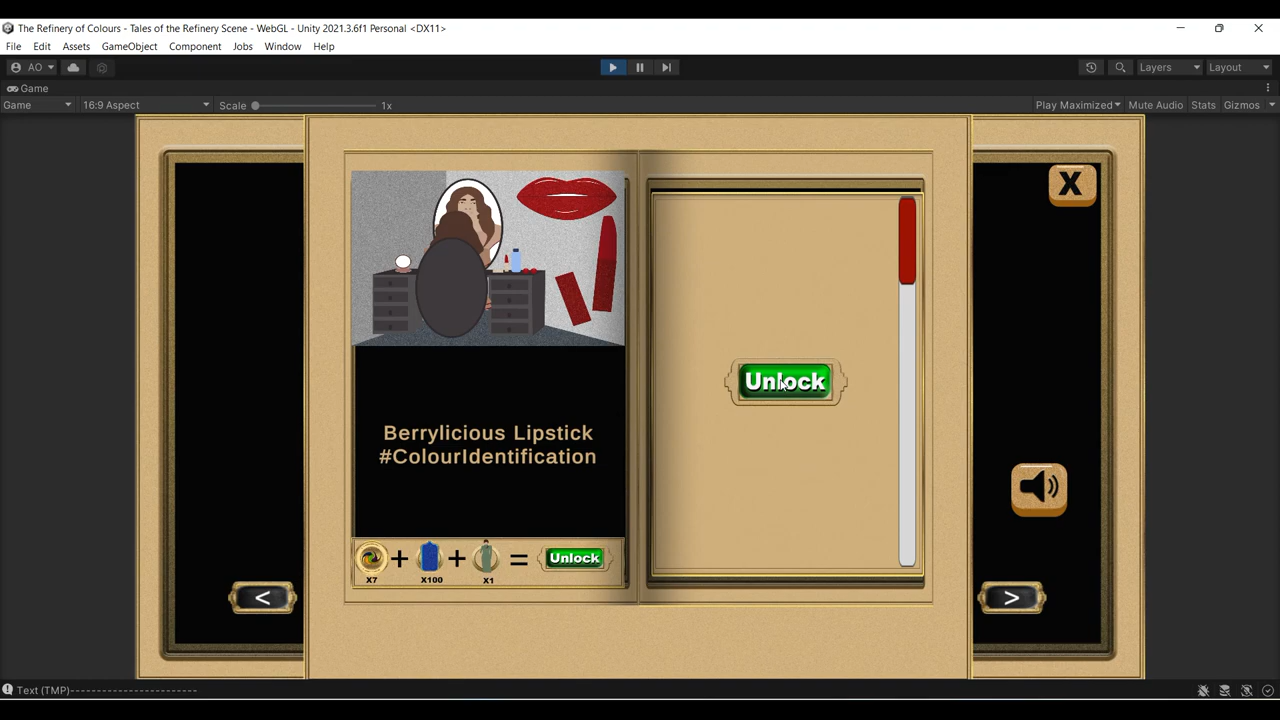 The Refinery of Colours - Tales of the Refinery Scene - WebGL - Unity 2021.3.6f1 Personal <DX11>
File Edit Assets GameObject Component Jobs Window Help
AO Layers Layout
Game
Game 16:9 Aspect Scale 1x Play Maximized Mute Audio Stats Gizmos
X
Unlock
Berrylicious Lipstick
#ColourIdentification
+ + = Unlock
X7 X100 X1
< >
Text (TMP)------------------------